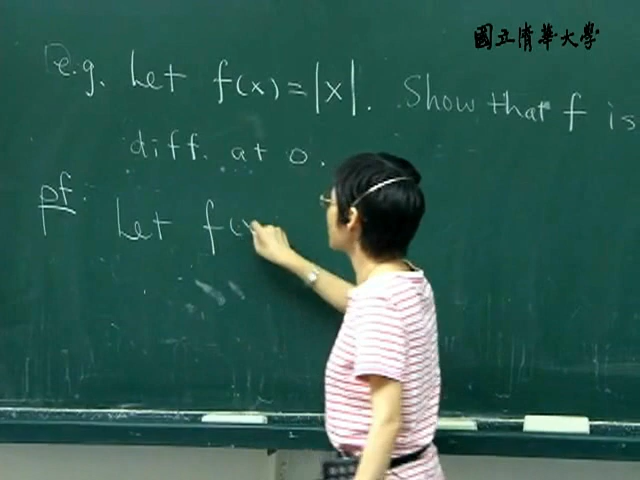 國立清華大學
e.g. Let f(x) = |x|. Show that f is
diff. at 0.
pf. Let f(x